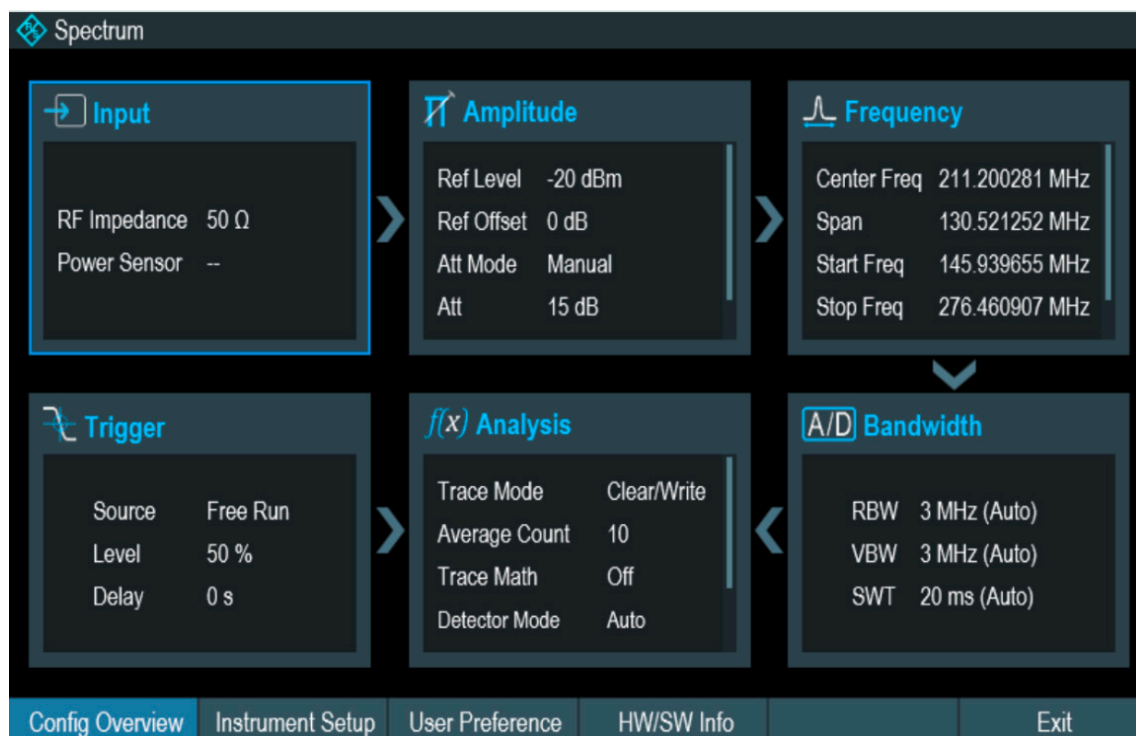 Spectrum
Input
RF Impedance 50 Ω
Power Sensor --
Amplitude
Ref Level -20 dBm
Ref Offset 0 dB
Att Mode Manual
Att 15 dB
Frequency
Center Freq 211.200281 MHz
Span 130.521252 MHz
Start Freq 145.939655 MHz
Stop Freq 276.460907 MHz
Trigger
Source Free Run
Level 50 %
Delay 0 s
f(x) Analysis
Trace Mode Clear/Write
Average Count 10
Trace Math Off
Detector Mode Auto
A/D Bandwidth
RBW 3 MHz (Auto)
VBW 3 MHz (Auto)
SWT 20 ms (Auto)
Config Overview Instrument Setup User Preference HW/SW Info Exit